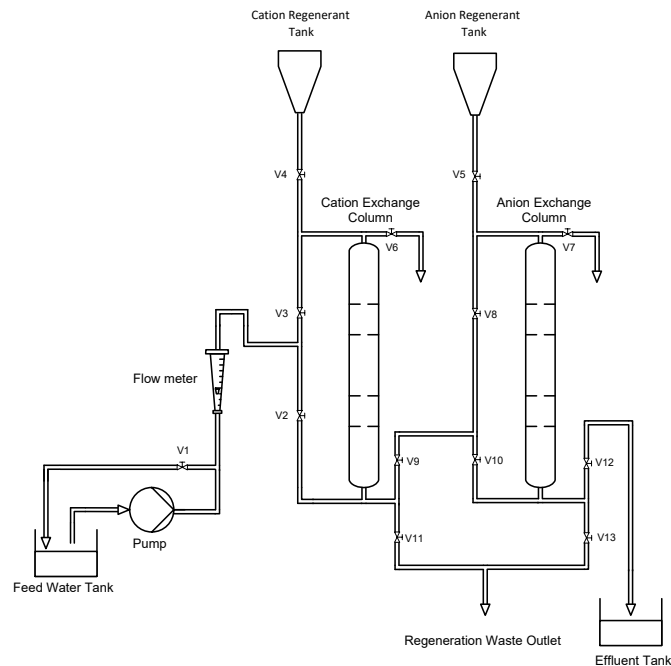 Cation Regenerant
Tank
Anion Regenerant
Tank
V4
V5
Cation Exchange
Column
Anion Exchange
Column
V6
V7
V3
V8
Flow meter
V2
V1
V9
V10
V12
Pump
V11
V13
Feed Water Tank
Regeneration Waste Outlet
Effluent Tank